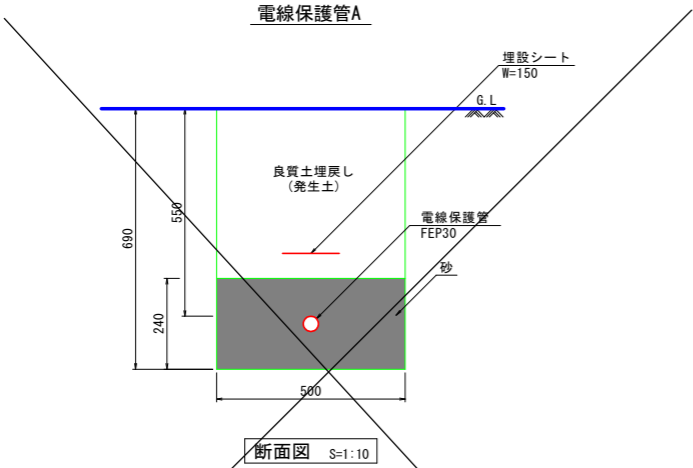 電線保護管A
埋設シート
W=150
G.L
良質土埋戻し
(発生土)
電線保護管
FEP30
砂
690
550
240
500
断面図 S=1:10